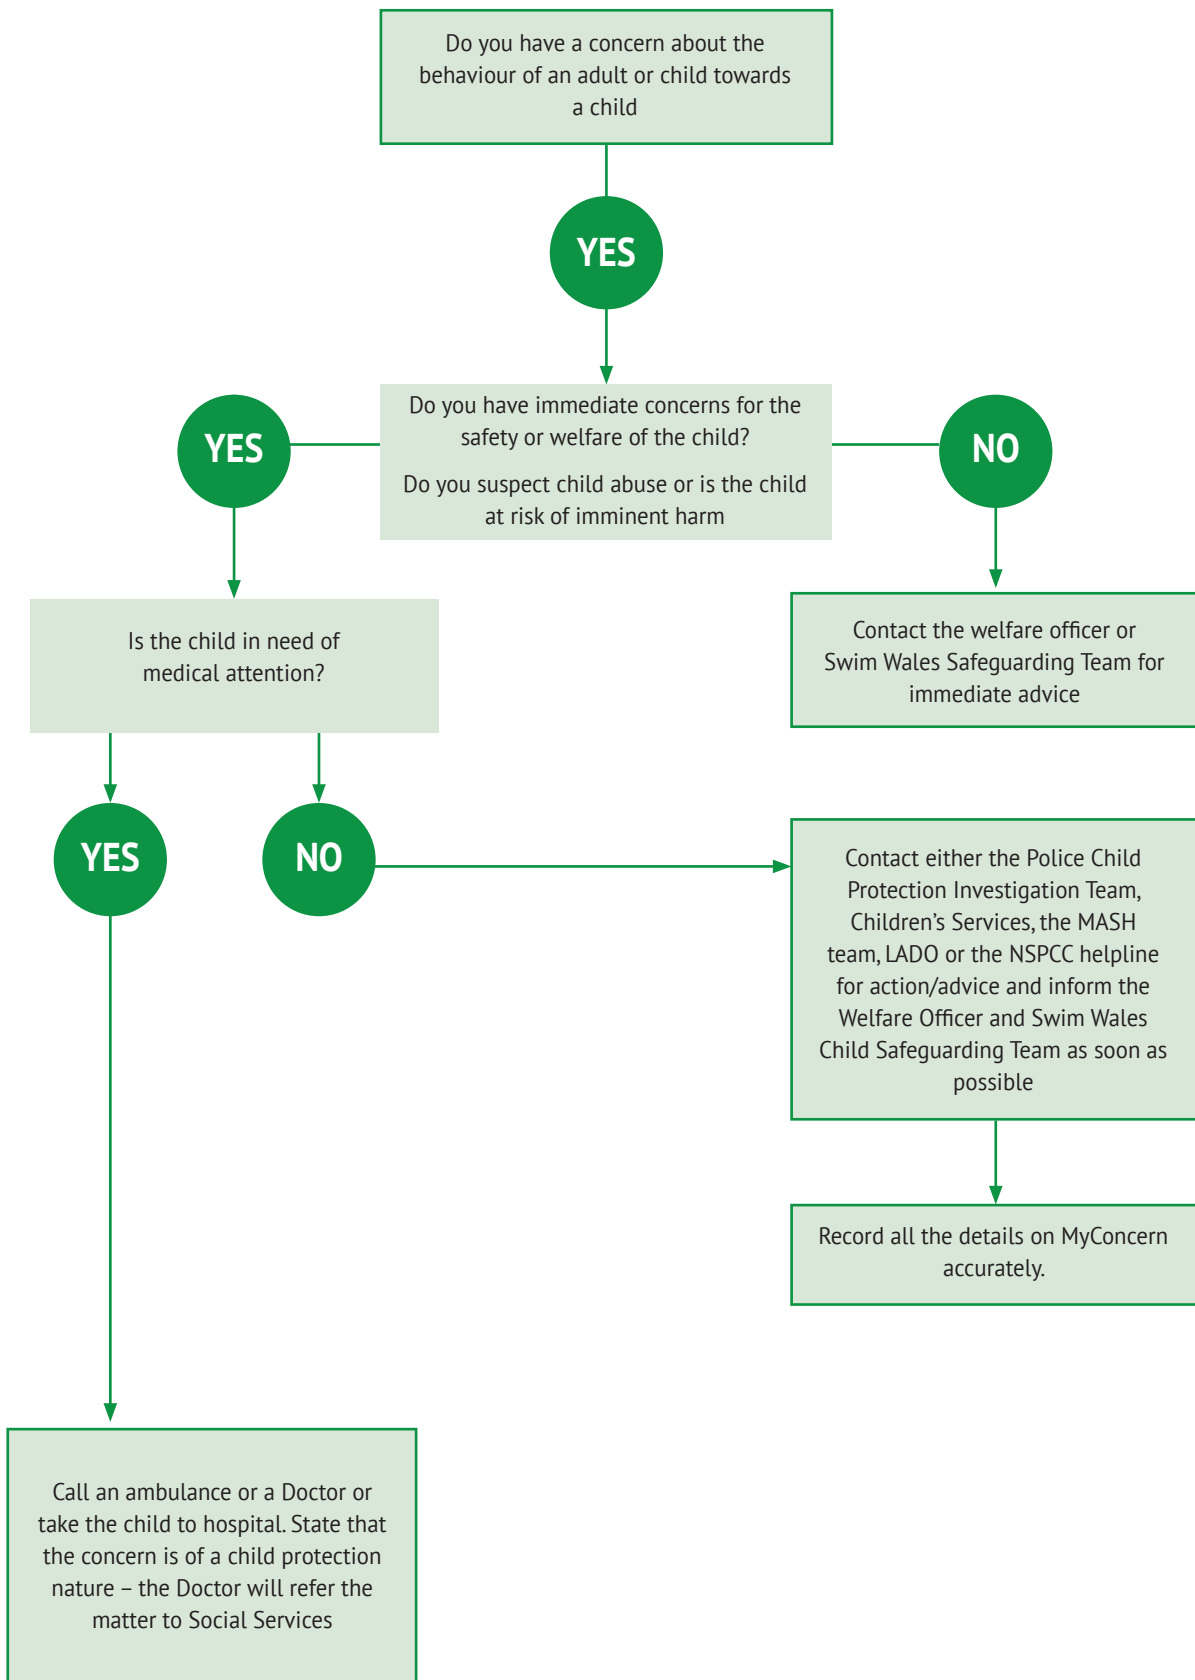 Do you have a concern about the
behaviour of an adult or child towards
a child
YES
Do you have immediate concerns for the
safety or welfare of the child?
Do you suspect child abuse or is the child
at risk of imminent harm
YES
NO
Is the child in need of
medical attention?
Contact the welfare officer or
Swim Wales Safeguarding Team for
immediate advice
YES
NO
Contact either the Police Child
Protection Investigation Team,
Children’s Services, the MASH
team, LADO or the NSPCC helpline
for action/advice and inform the
Welfare Officer and Swim Wales
Child Safeguarding Team as soon as
possible
Record all the details on MyConcern
accurately.
Call an ambulance or a Doctor or
take the child to hospital. State that
the concern is of a child protection
nature – the Doctor will refer the
matter to Social Services